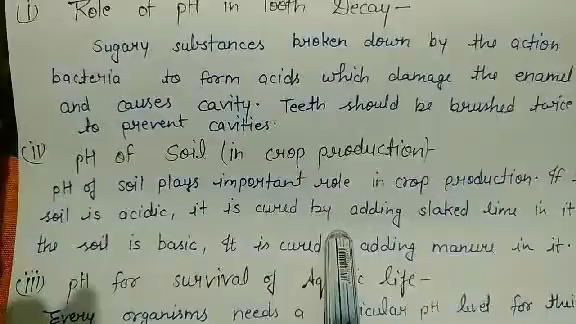 (i) Role of pH in Tooth Decay-
Sugary substances broken down by the action
bacteria to form acids which damage the enamel
and causes cavity. Teeth should be brushed twice
to prevent cavities.
(ii) pH of Soil (in crop production)-
pH of soil plays important role in crop production. If
soil is acidic, it is cured by adding slaked lime in it
the soil is basic, It is cured adding manure in it.
(iii) pH for survival of Aq c life-
Every organisms needs a icular pH level for thi